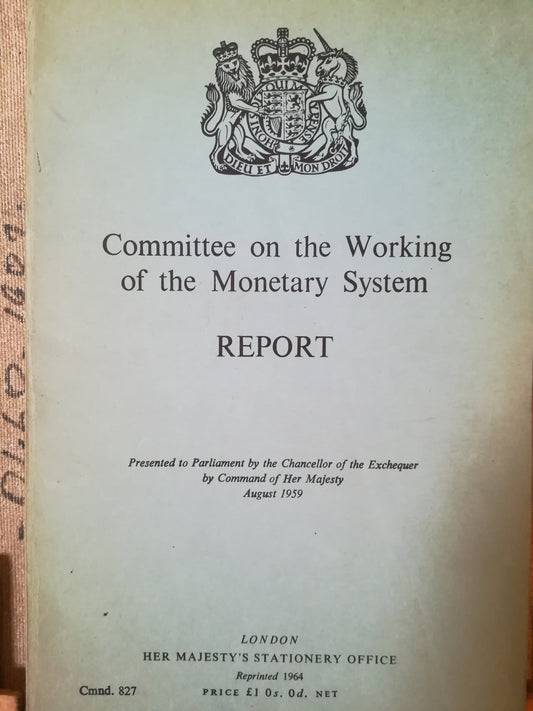 HONI SOIT QUI MAL Y PENSE
DIEU ET MON DROIT
Committee on the Working
of the Monetary System
REPORT
Presented to Parliament by the Chancellor of the Exchequer
by Command of Her Majesty
August 1959
LONDON
HER MAJESTY'S STATIONERY OFFICE
Reprinted 1964
Cmnd. 827 PRICE £1 0s. 0d. NET